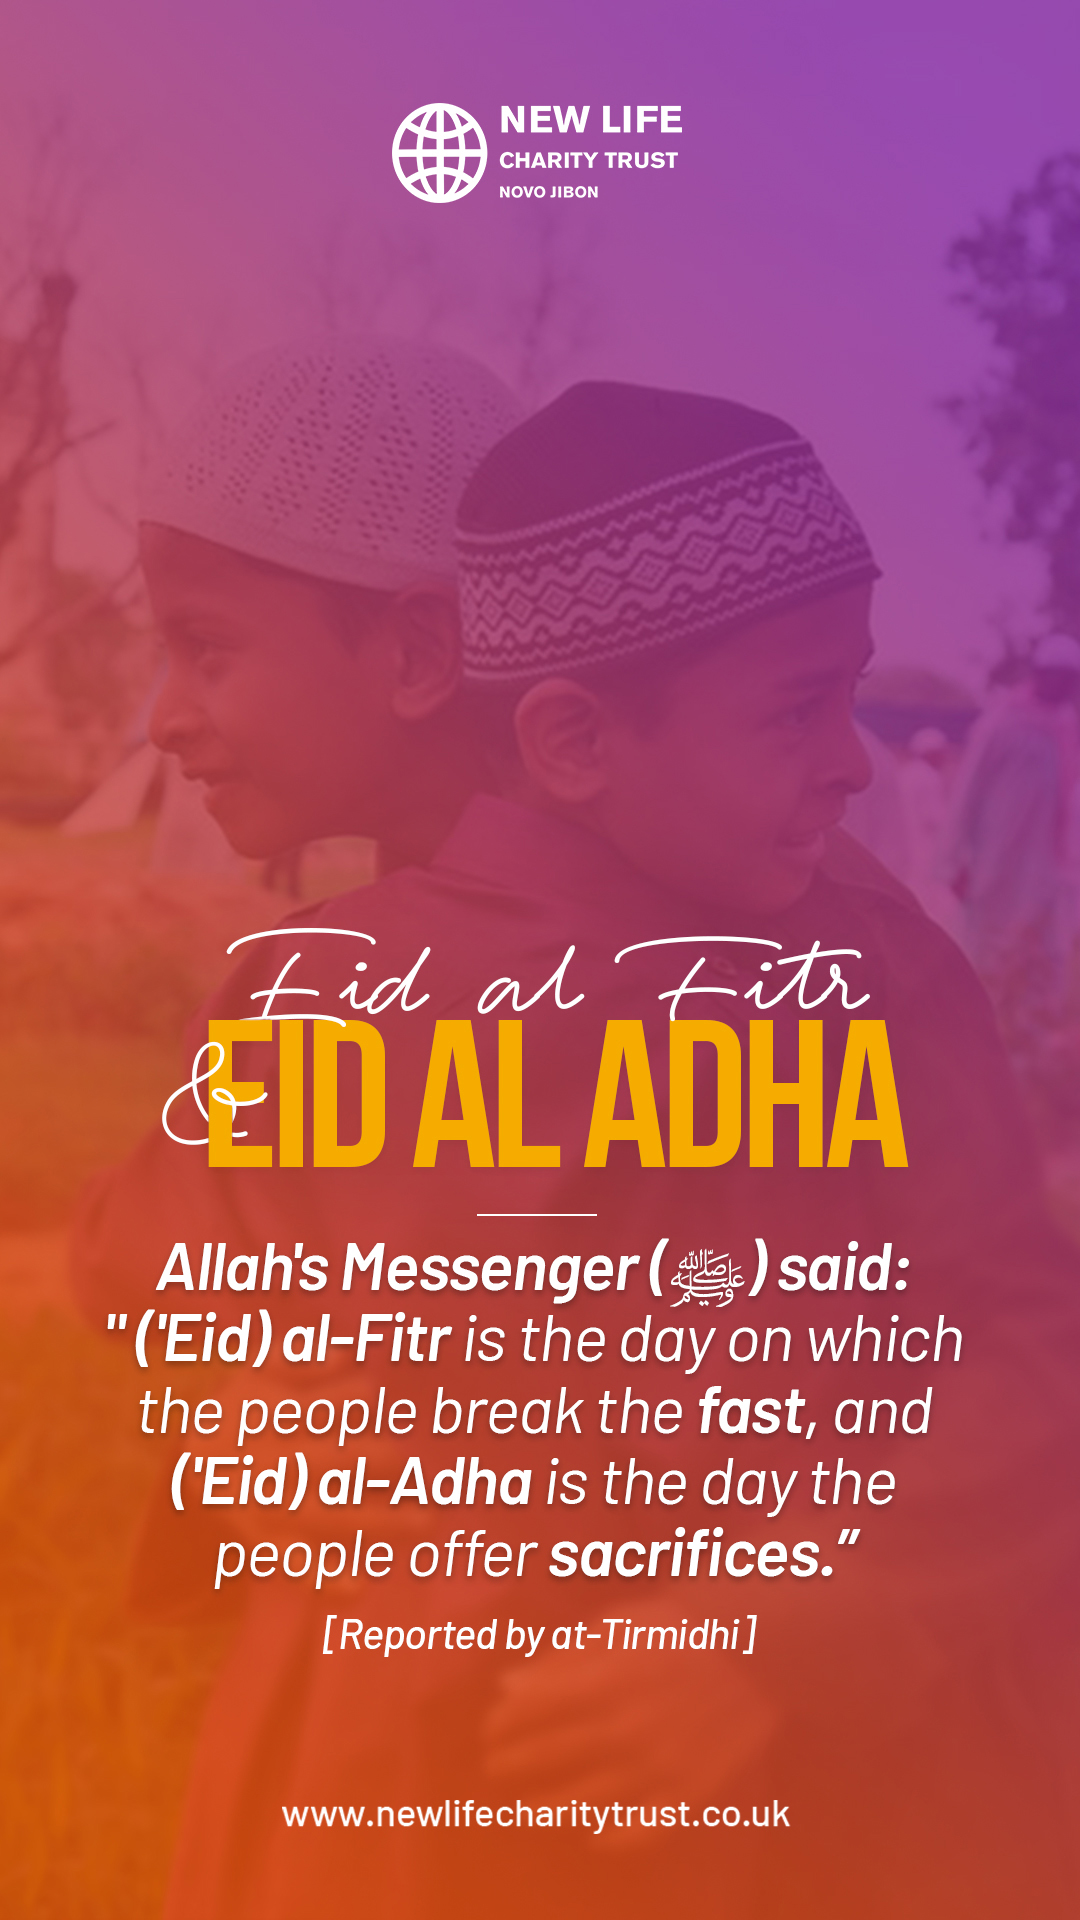 NEW LIFE
CHARITY TRUST
NOVO JIBON
Eid al Fitr
& EID AL ADHA
Allah's Messenger (ﷺ) said:
"('Eid) al-Fitr is the day on which
the people break the fast, and
('Eid) al-Adha is the day the
people offer sacrifices.”
[Reported by at-Tirmidhi]
www.newlifecharitytrust.co.uk